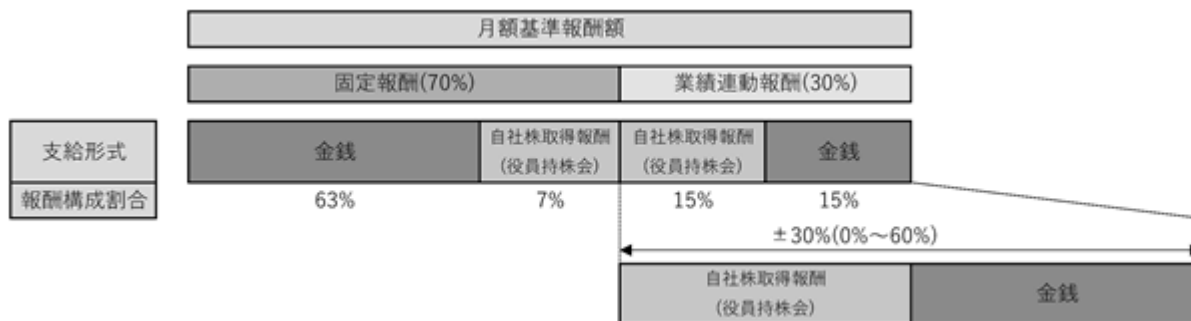 月額基準報酬額
固定報酬(70%)
業績連動報酬(30%)
支給形式
金銭
自社株取得報酬
(役員持株会)
自社株取得報酬
(役員持株会)
金銭
報酬構成割合
63%
7%
15%
15%
±30%(0%～60%)
自社株取得報酬
(役員持株会)
金銭